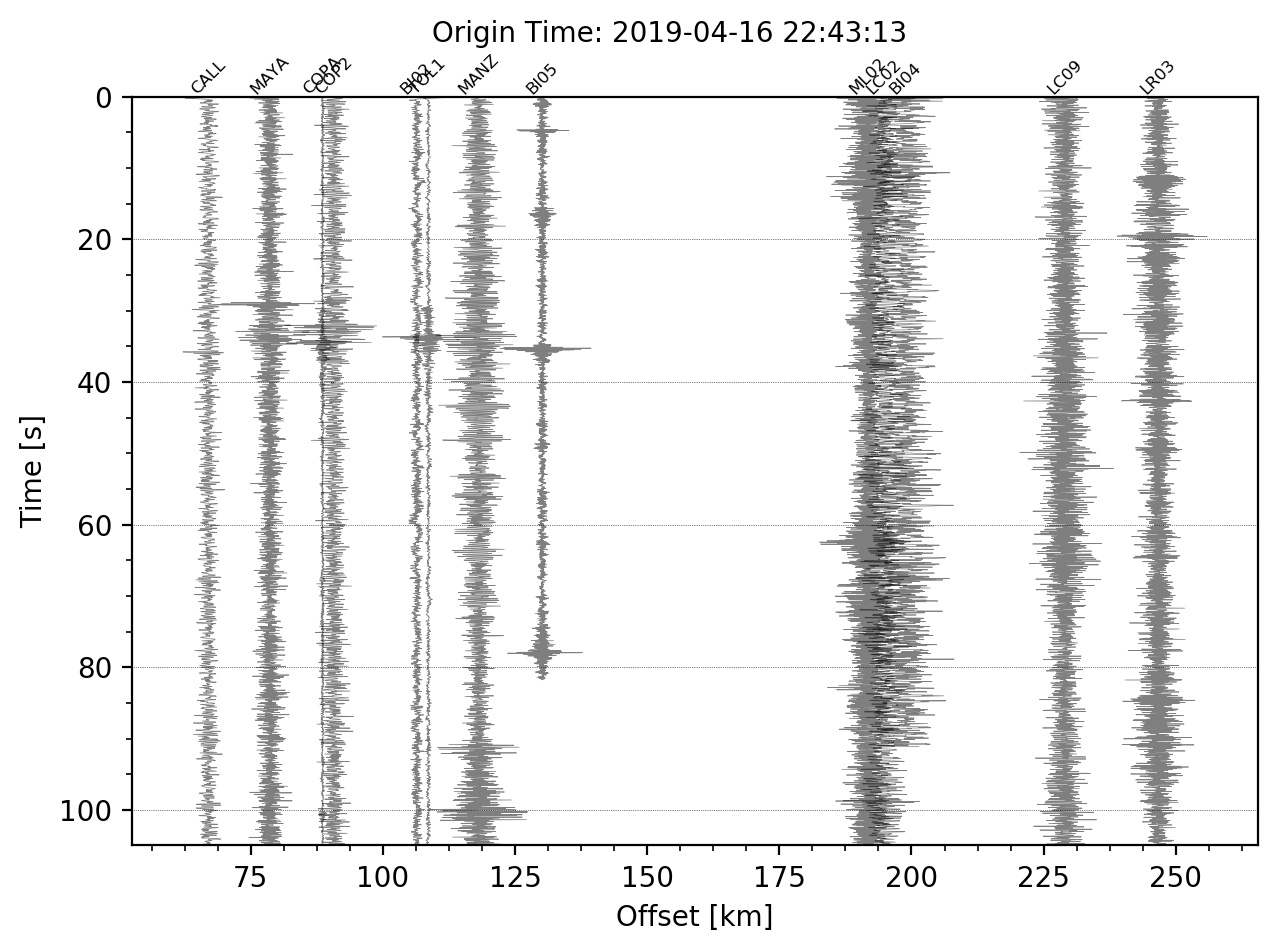 Origin Time: 2019-04-16 22:43:13
CALL MAYA COPA COP2 BI02 TOL1 MANZ BI05 ML02 LC02 BI04 LC09 LR03
0
20
40
60
80
100
Time [s]
75 100 125 150 175 200 225 250
Offset [km]